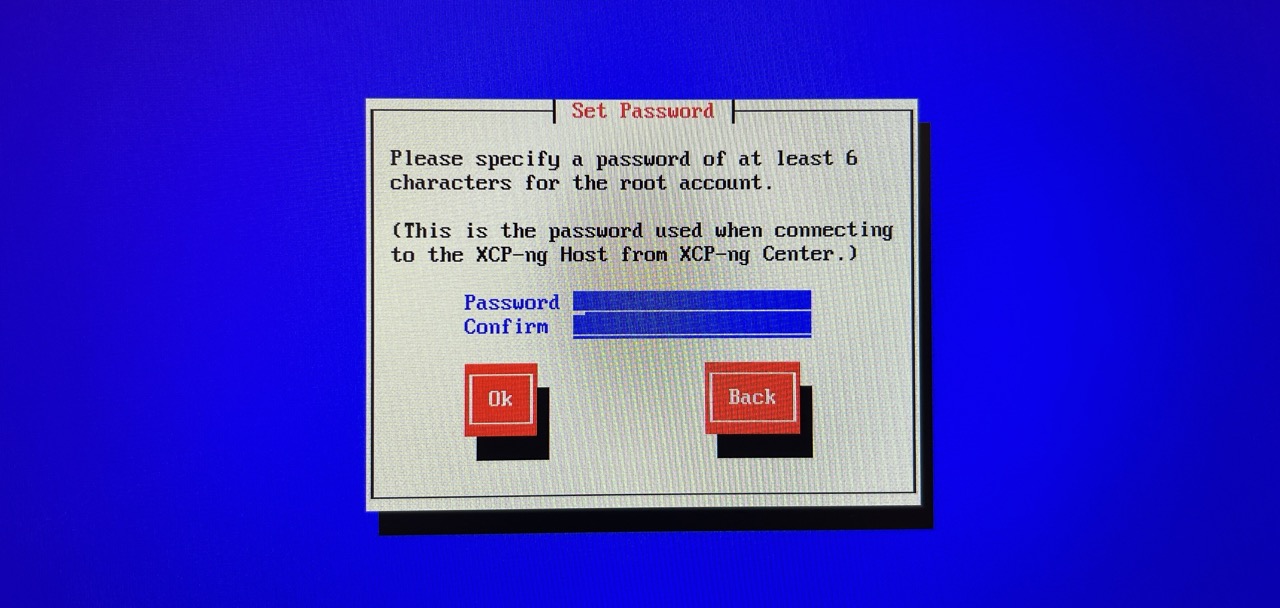 Set Password
Please specify a password of at least 6
characters for the root account.
(This is the password used when connecting
to the XCP-ng Host from XCP-ng Center.)
Password
Confirm
Ok Back